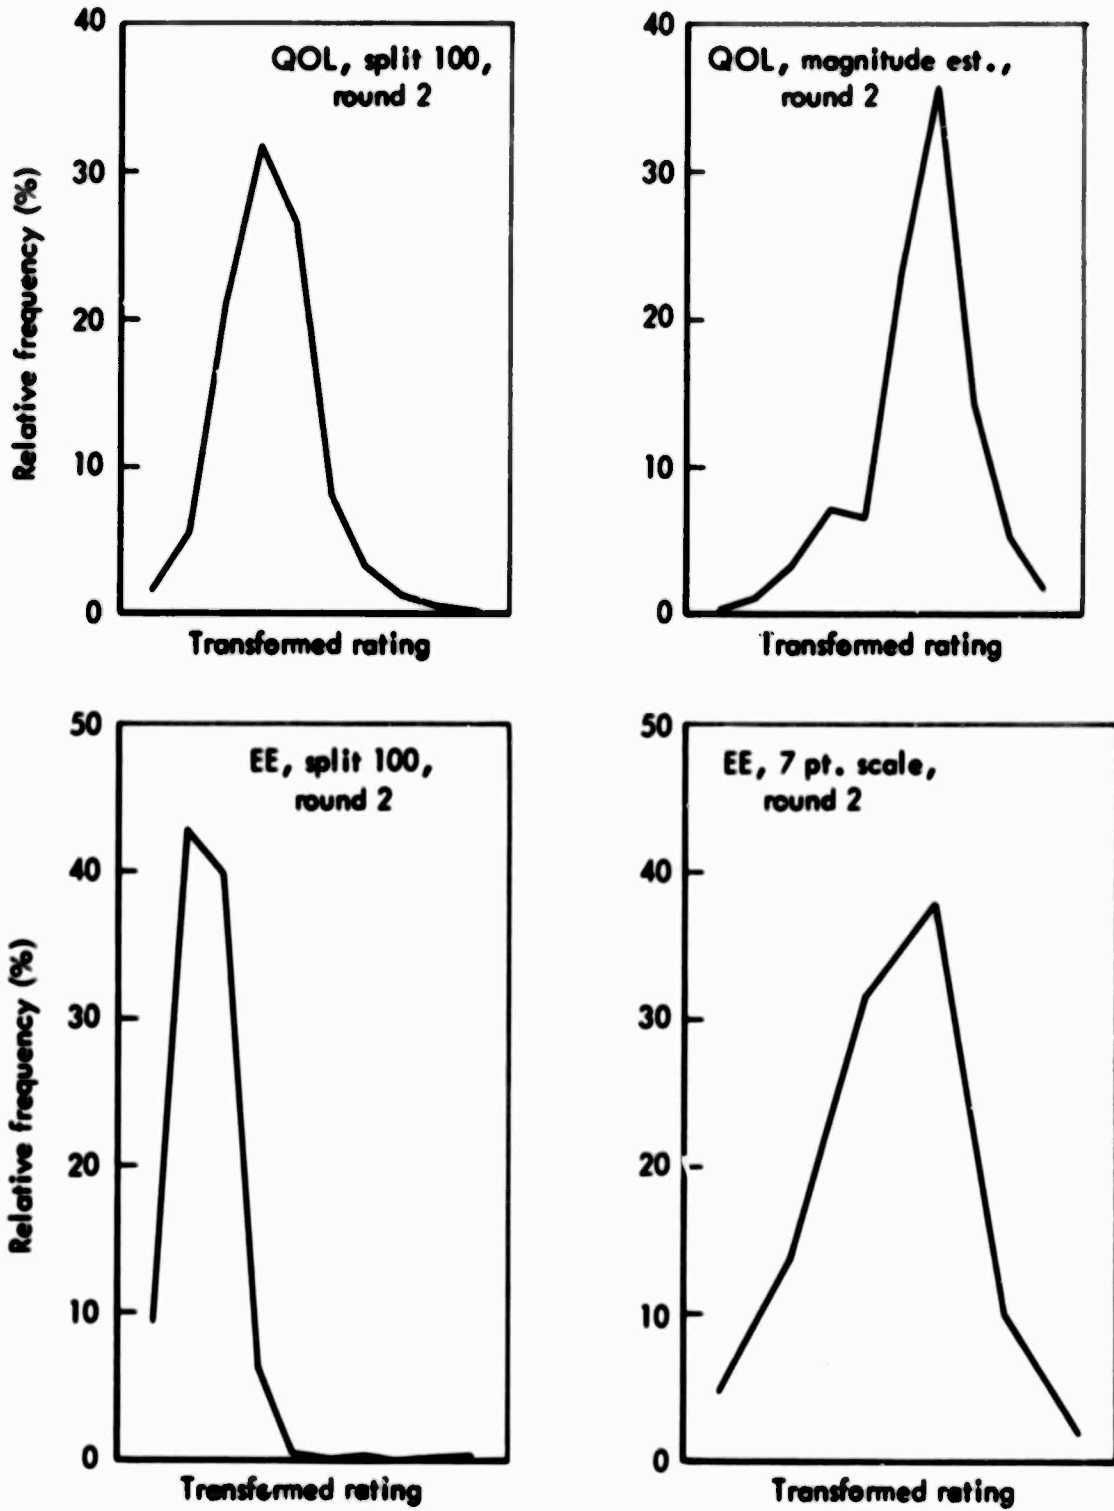 40
30
20
10
0
Relative frequency (%)
QOL, split 100,
round 2
Transformed rating
40
30
20
10
0
QOL, magnitude est.,
round 2
Transformed rating
50
40
30
20
10
0
Relative frequency (%)
EE, split 100,
round 2
Transformed rating
50
40
30
20
10
0
EE, 7 pt. scale,
round 2
Transformed rating